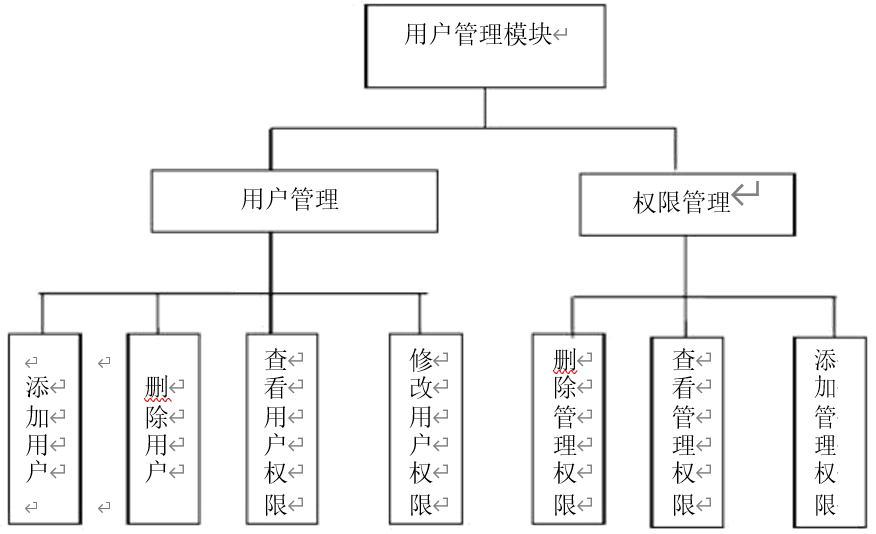 用户管理模块
用户管理
权限管理
添加用户
删除用户
查看用户权限
修改用户权限
删除管理权限
查看管理权限
添加管理权限